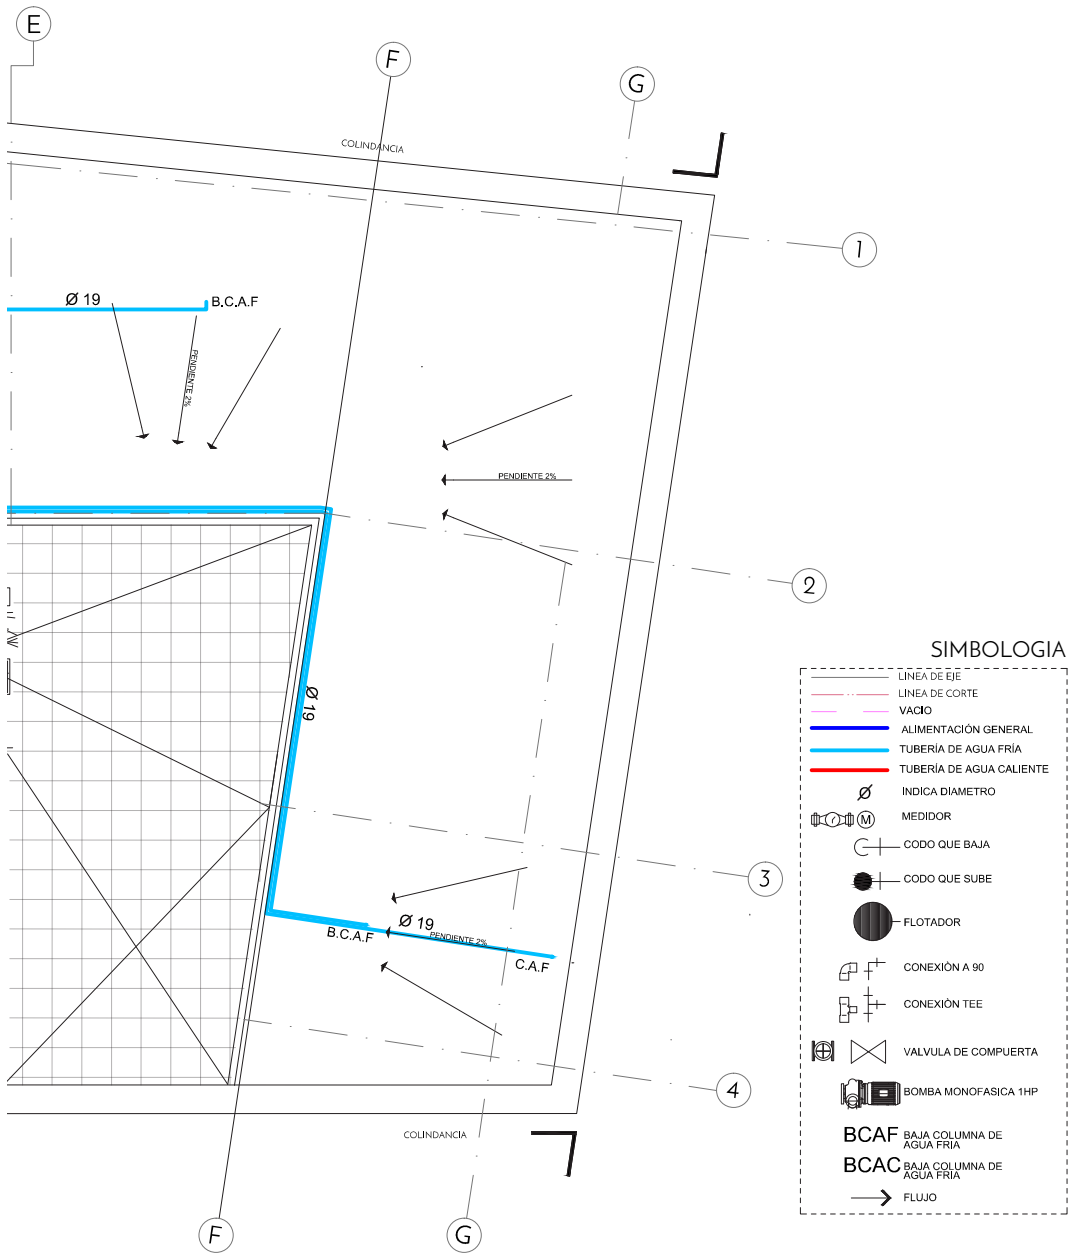 E
F
G
COLINDANCIA
1
Ø 19
B.C.A.F
PENDIENTE 2%
PENDIENTE 2%
2
Ø 19
3
Ø 19
B.C.A.F
PENDIENTE 2%
C.A.F
4
COLINDANCIA
F
G
SIMBOLOGIA
LINEA DE EJE
LINEA DE CORTE
VACIO
ALIMENTACIÓN GENERAL
TUBERÍA DE AGUA FRÍA
TUBERÍA DE AGUA CALIENTE
Ø INDICA DIAMETRO
M MEDIDOR
CODO QUE BAJA
CODO QUE SUBE
FLOTADOR
CONEXIÓN A 90
CONEXIÓN TEE
VALVULA DE COMPUERTA
BOMBA MONOFASICA 1HP
BCAF BAJA COLUMNA DE
AGUA FRIA
BCAC BAJA COLUMNA DE
AGUA FRIA
FLUJO